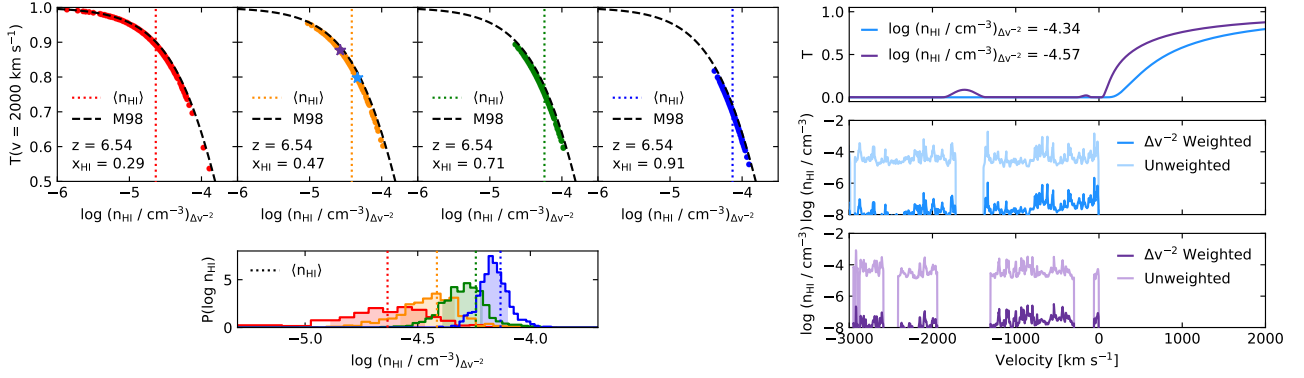 T(v = 2000 km s⁻¹)
1.0
0.9
0.8
0.7
0.6
0.5
⟨n_HI⟩
M98
z = 6.54
x_HI = 0.29
⟨n_HI⟩
M98
z = 6.54
x_HI = 0.47
⟨n_HI⟩
M98
z = 6.54
x_HI = 0.71
⟨n_HI⟩
M98
z = 6.54
x_HI = 0.91
−6 −5 −4
−6 −5 −4
−6 −5 −4
−6 −5 −4
log (n_HI / cm⁻³)_Δv⁻²
log (n_HI / cm⁻³)_Δv⁻²
log (n_HI / cm⁻³)_Δv⁻²
log (n_HI / cm⁻³)_Δv⁻²
P(log n_HI)
5
0
⟨n_HI⟩
−5.0 −4.5 −4.0
log (n_HI / cm⁻³)_Δv⁻²
T
1.0
0.5
0.0
log (n_HI / cm⁻³)_Δv⁻² = -4.34
log (n_HI / cm⁻³)_Δv⁻² = -4.57
log (n_HI / cm⁻³)
−2
−4
−6
−8
Δv⁻² Weighted
Unweighted
log (n_HI / cm⁻³)
−2
−4
−6
−8
Δv⁻² Weighted
Unweighted
−3000 −2000 −1000 0 1000 2000
Velocity [km s⁻¹]